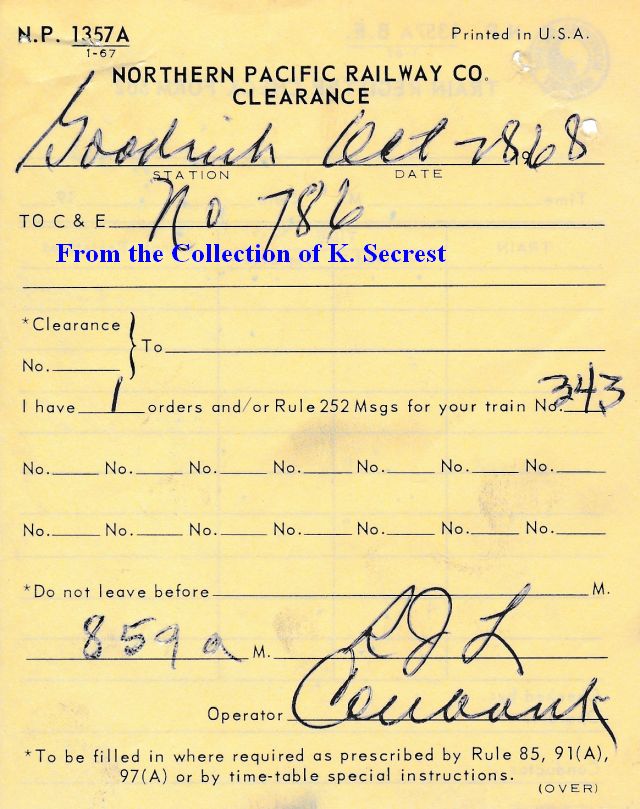 N.P. 1357A Printed in U.S.A.
1-67
NORTHERN PACIFIC RAILWAY CO.
CLEARANCE
Goodrich Oct 28 1968
STATION DATE
TO C & E No 786
From the Collection of K. Secrest
*Clearance
No. To
I have 1 orders and/or Rule 252 Msgs for your train No. 343
No. No. No. No. No. No. No.
No. No. No. No. No. No. No.
*Do not leave before M.
859 a M. RJL
Operator
*To be filled in where required as prescribed by Rule 85, 91(A),
97(A) or by time-table special instructions.
(OVER)